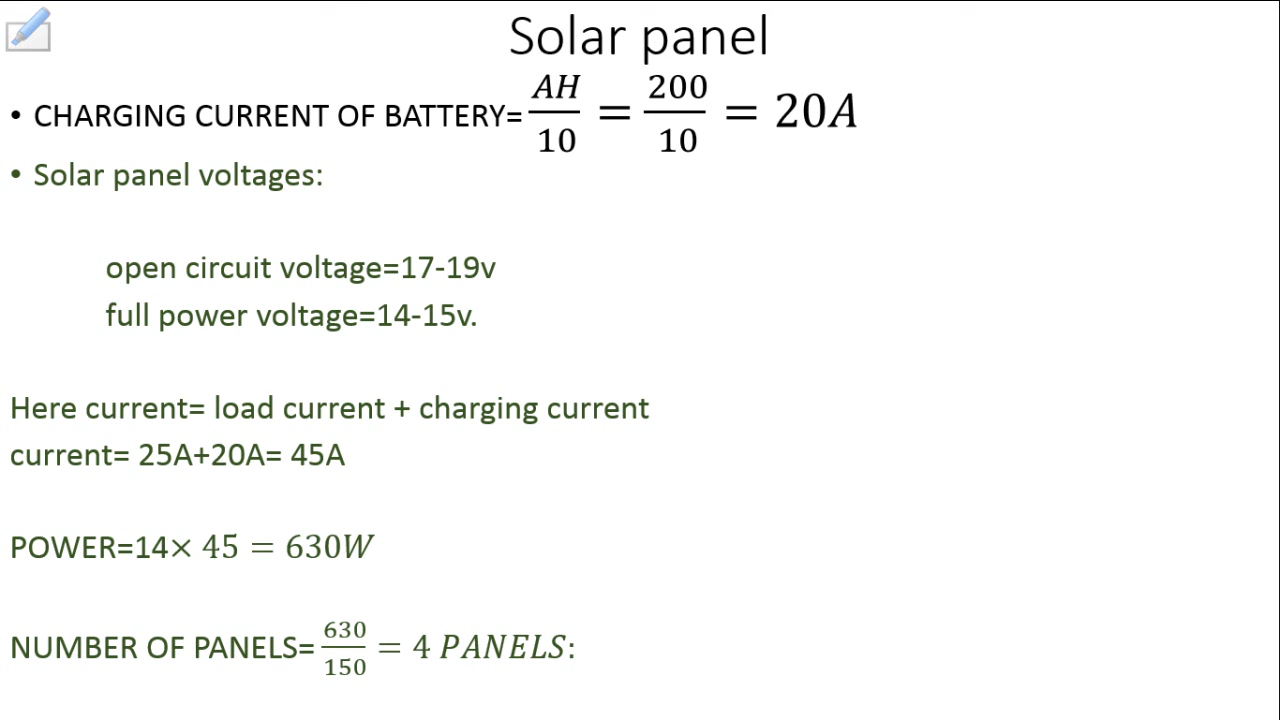 Solar panel
• CHARGING CURRENT OF BATTERY= AH/10 = 200/10 = 20A
• Solar panel voltages:
open circuit voltage=17-19v
full power voltage=14-15v.
Here current= load current + charging current
current= 25A+20A= 45A
POWER=14× 45 = 630W
NUMBER OF PANELS= 630/150 = 4 PANELS: